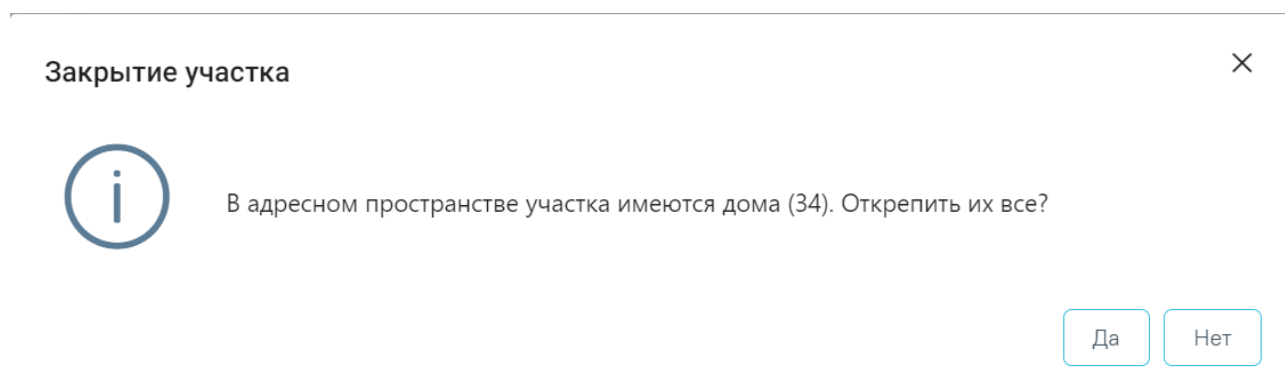 Закрытие участка
В адресном пространстве участка имеются дома (34). Открепить их все?
Да Нет